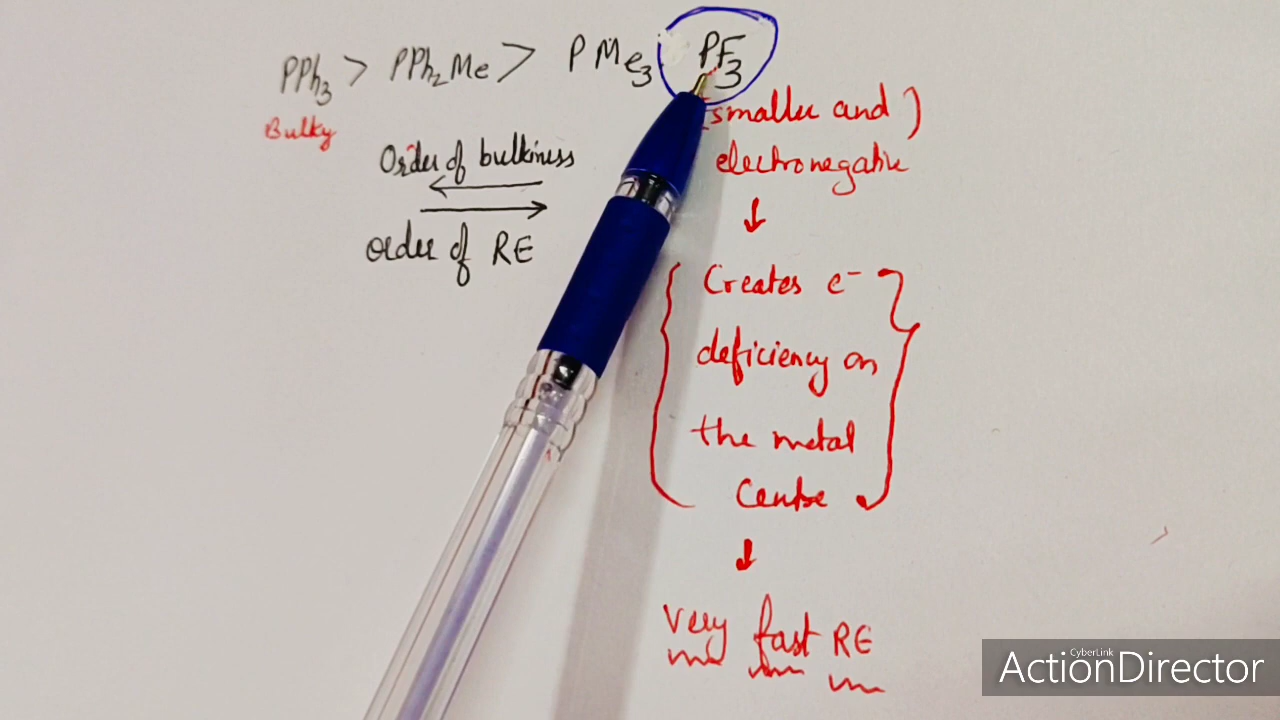 PPh3 > PPh2Me > PMe3 PF3
Bulky
(smaller and)
electronegative
Order of bulkiness
order of RE
Creates e-
deficiency on
the metal
Centre
very fast RE
CyberLink
ActionDirector